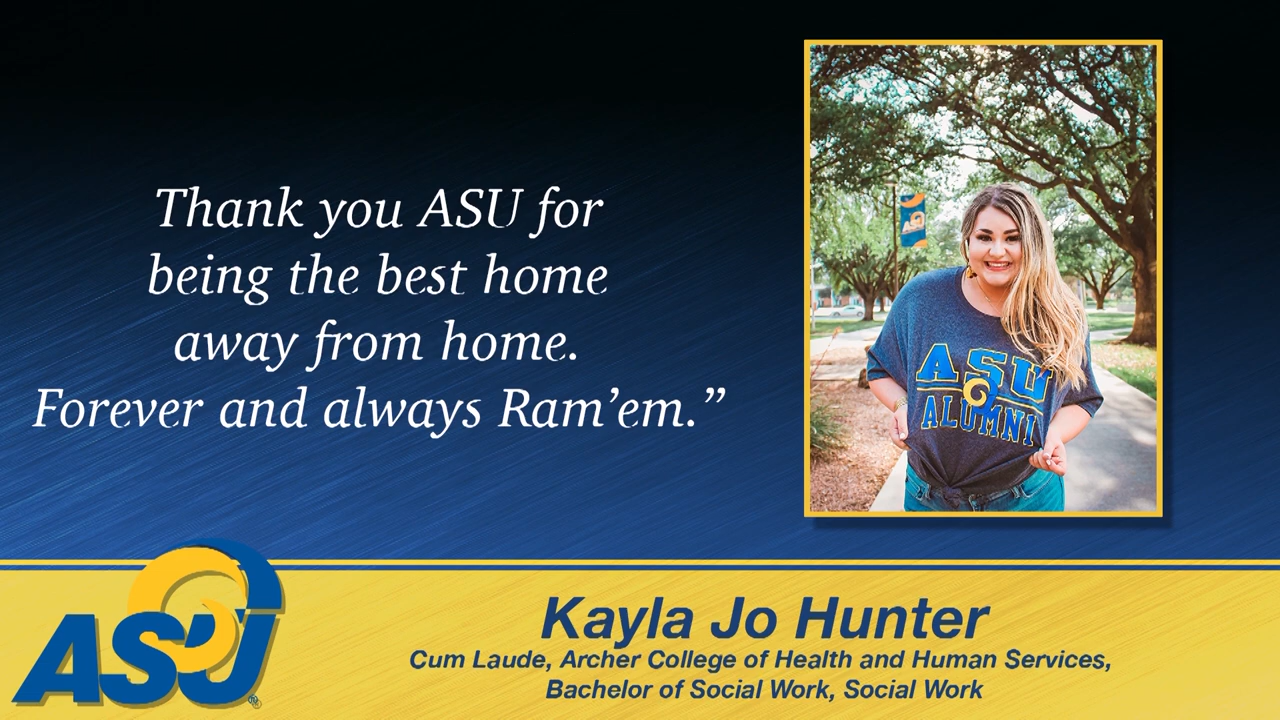 Thank you ASU for
being the best home
away from home.
Forever and always Ram’em.”
ASU
ASU
ALUMNI
ASU
®
Kayla Jo Hunter
Cum Laude, Archer College of Health and Human Services,
Bachelor of Social Work, Social Work